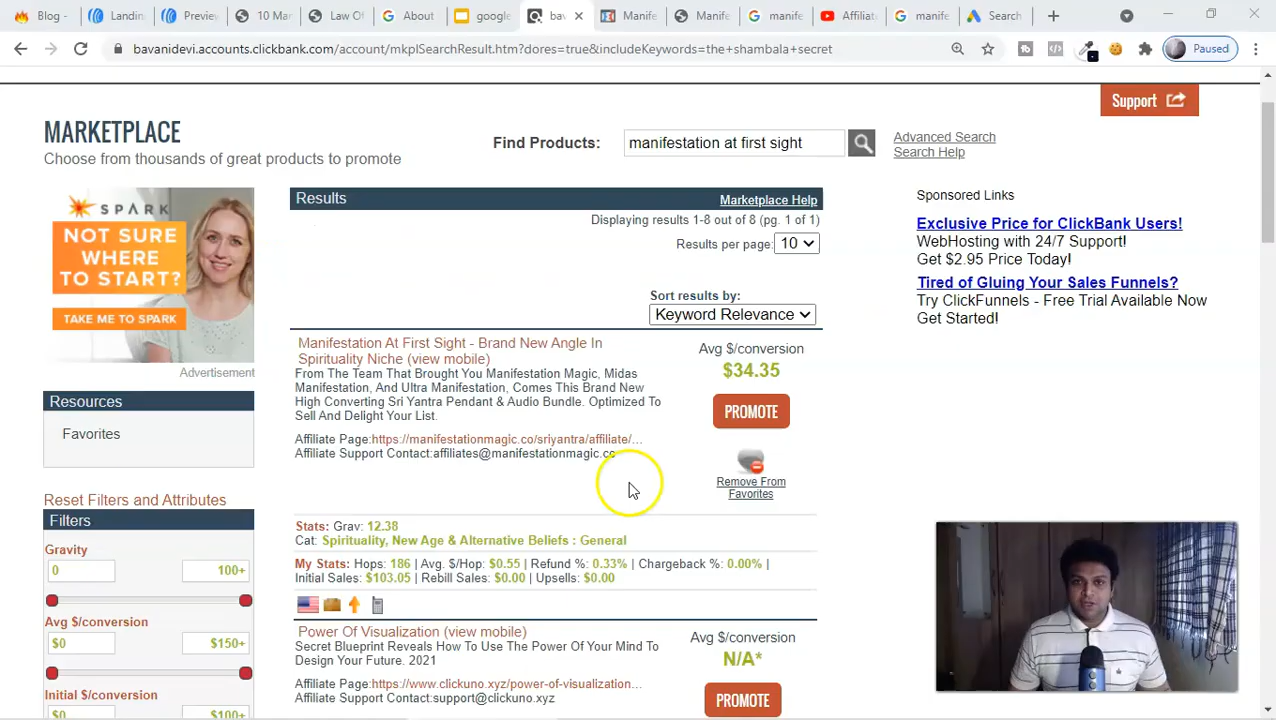 Blog -
Landin
Preview
10 Mar
Law Of
About
google
bav
Manife
Manife
manife
Affiliate
manife
Search
bavanidevi.accounts.clickbank.com/account/mkplSearchResult.htm?dores=true&includeKeywords=the+shambala+secret
Paused
Support
MARKETPLACE
Choose from thousands of great products to promote
Find Products:
manifestation at first sight
Advanced Search
Search Help
SPARK
NOT SURE
WHERE
TO START?
TAKE ME TO SPARK
Advertisement
Resources
Favorites
Reset Filters and Attributes
Filters
Gravity
0 100+
Avg $/conversion
$0 $150+
Initial $/conversion
$0 $100+
Results Marketplace Help
Displaying results 1-8 out of 8 (pg. 1 of 1)
Results per page: 10
Sort results by:
Keyword Relevance
Manifestation At First Sight - Brand New Angle In
Spirituality Niche (view mobile)
From The Team That Brought You Manifestation Magic, Midas
Manifestation, And Ultra Manifestation, Comes This Brand New
High Converting Sri Yantra Pendant & Audio Bundle. Optimized To
Sell And Delight Your List.
Affiliate Page:https://manifestationmagic.co/sriyantra/affiliate/...
Affiliate Support Contact:affiliates@manifestationmagic.co
Avg $/conversion
$34.35
PROMOTE
Remove From
Favorites
Stats: Grav: 12.38
Cat: Spirituality, New Age & Alternative Beliefs : General
My Stats: Hops: 186 | Avg. $/Hop: $0.55 | Refund %: 0.33% | Chargeback %: 0.00% |
Initial Sales: $103.05 | Rebill Sales: $0.00 | Upsells: $0.00
Power Of Visualization (view mobile)
Secret Blueprint Reveals How To Use The Power Of Your Mind To
Design Your Future. 2021
Affiliate Page:https://www.clickuno.xyz/power-of-visualization...
Affiliate Support Contact:support@clickuno.xyz
Avg $/conversion
N/A*
PROMOTE
Sponsored Links
Exclusive Price for ClickBank Users!
WebHosting with 24/7 Support!
Get $2.95 Price Today!
Tired of Gluing Your Sales Funnels?
Try ClickFunnels - Free Trial Available Now
Get Started!